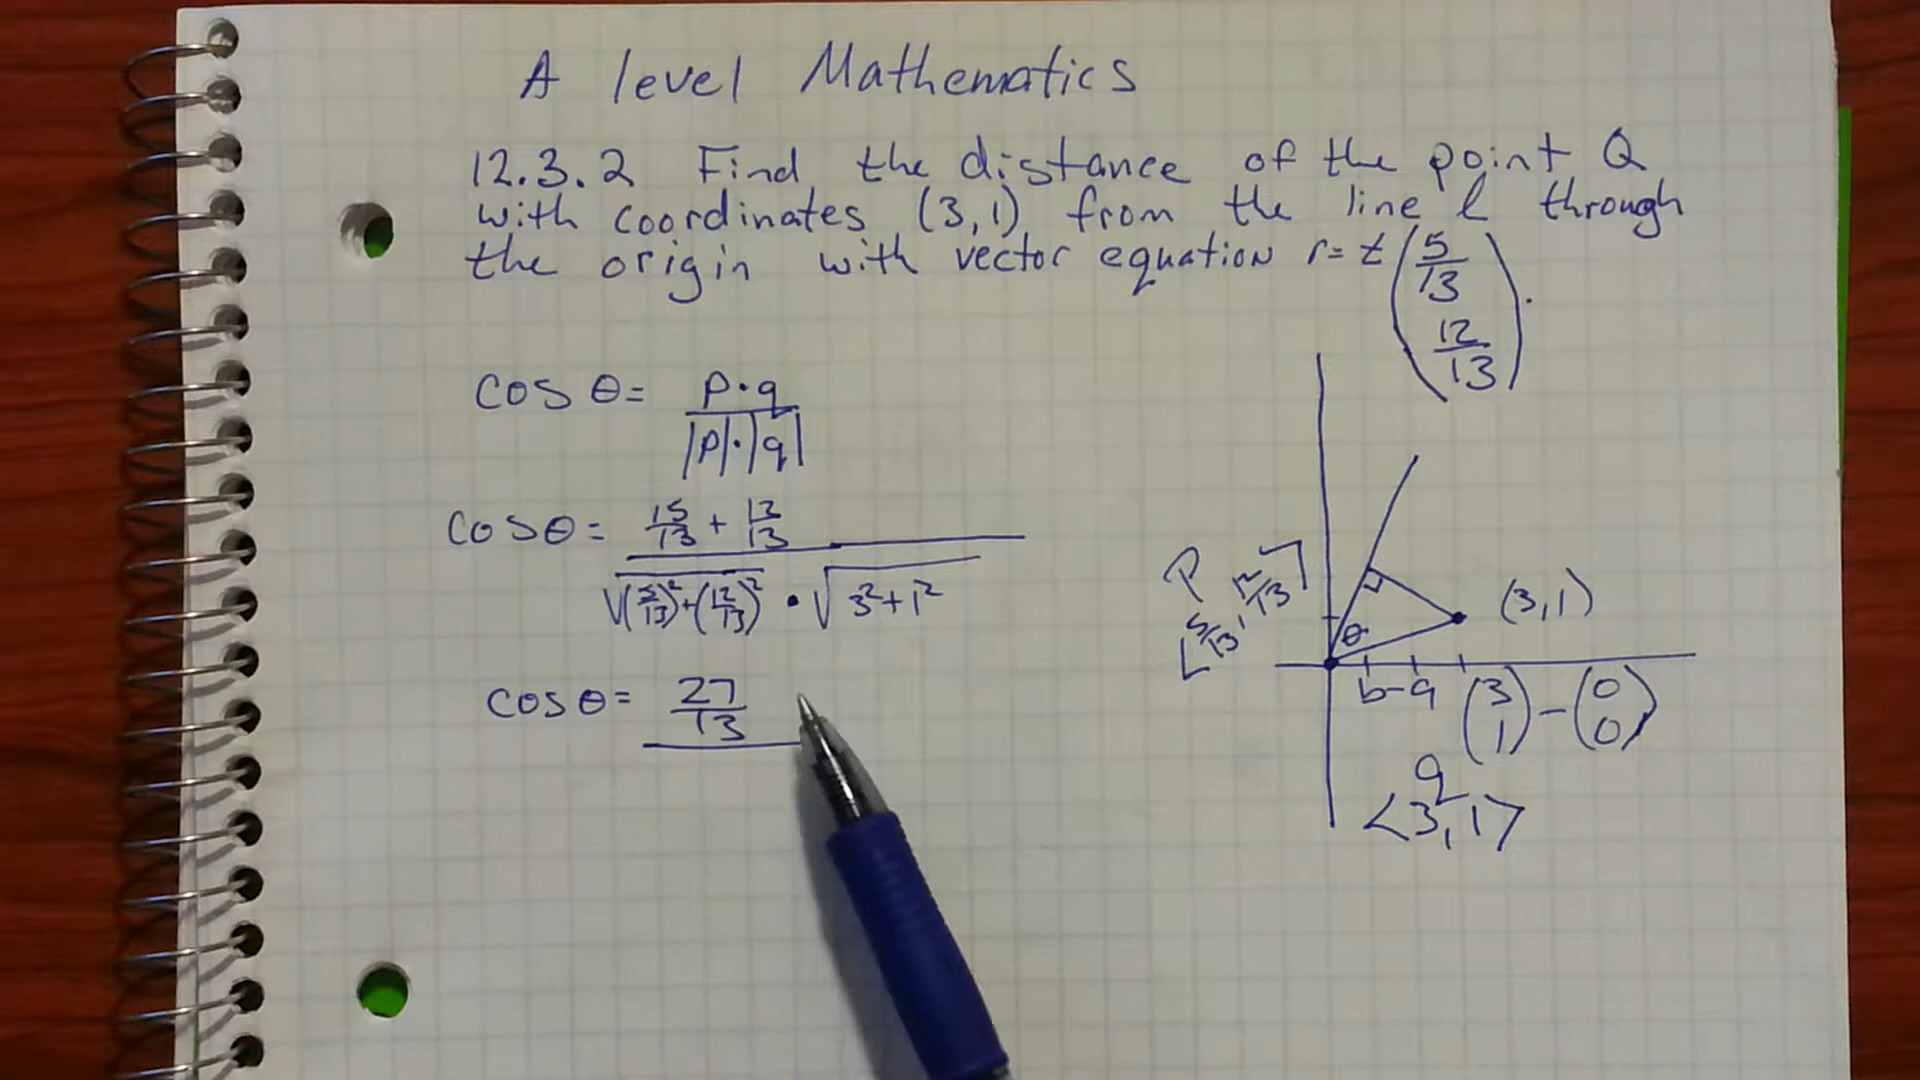 A level Mathematics
12.3.2 Find the distance of the point Q
with coordinates (3,1) from the line l through
the origin with vector equation r= t (5/13
12/13).
cos θ= p·q / |p|·|q|
cosθ= 15/13 + 12/13 / √(5/13)²+(12/13)² · √3²+1²
cosθ= 27/13
P
<5/13, 12/13>
(3,1)
θ
b-a (3 1) - (0 0)
q
<3,1>